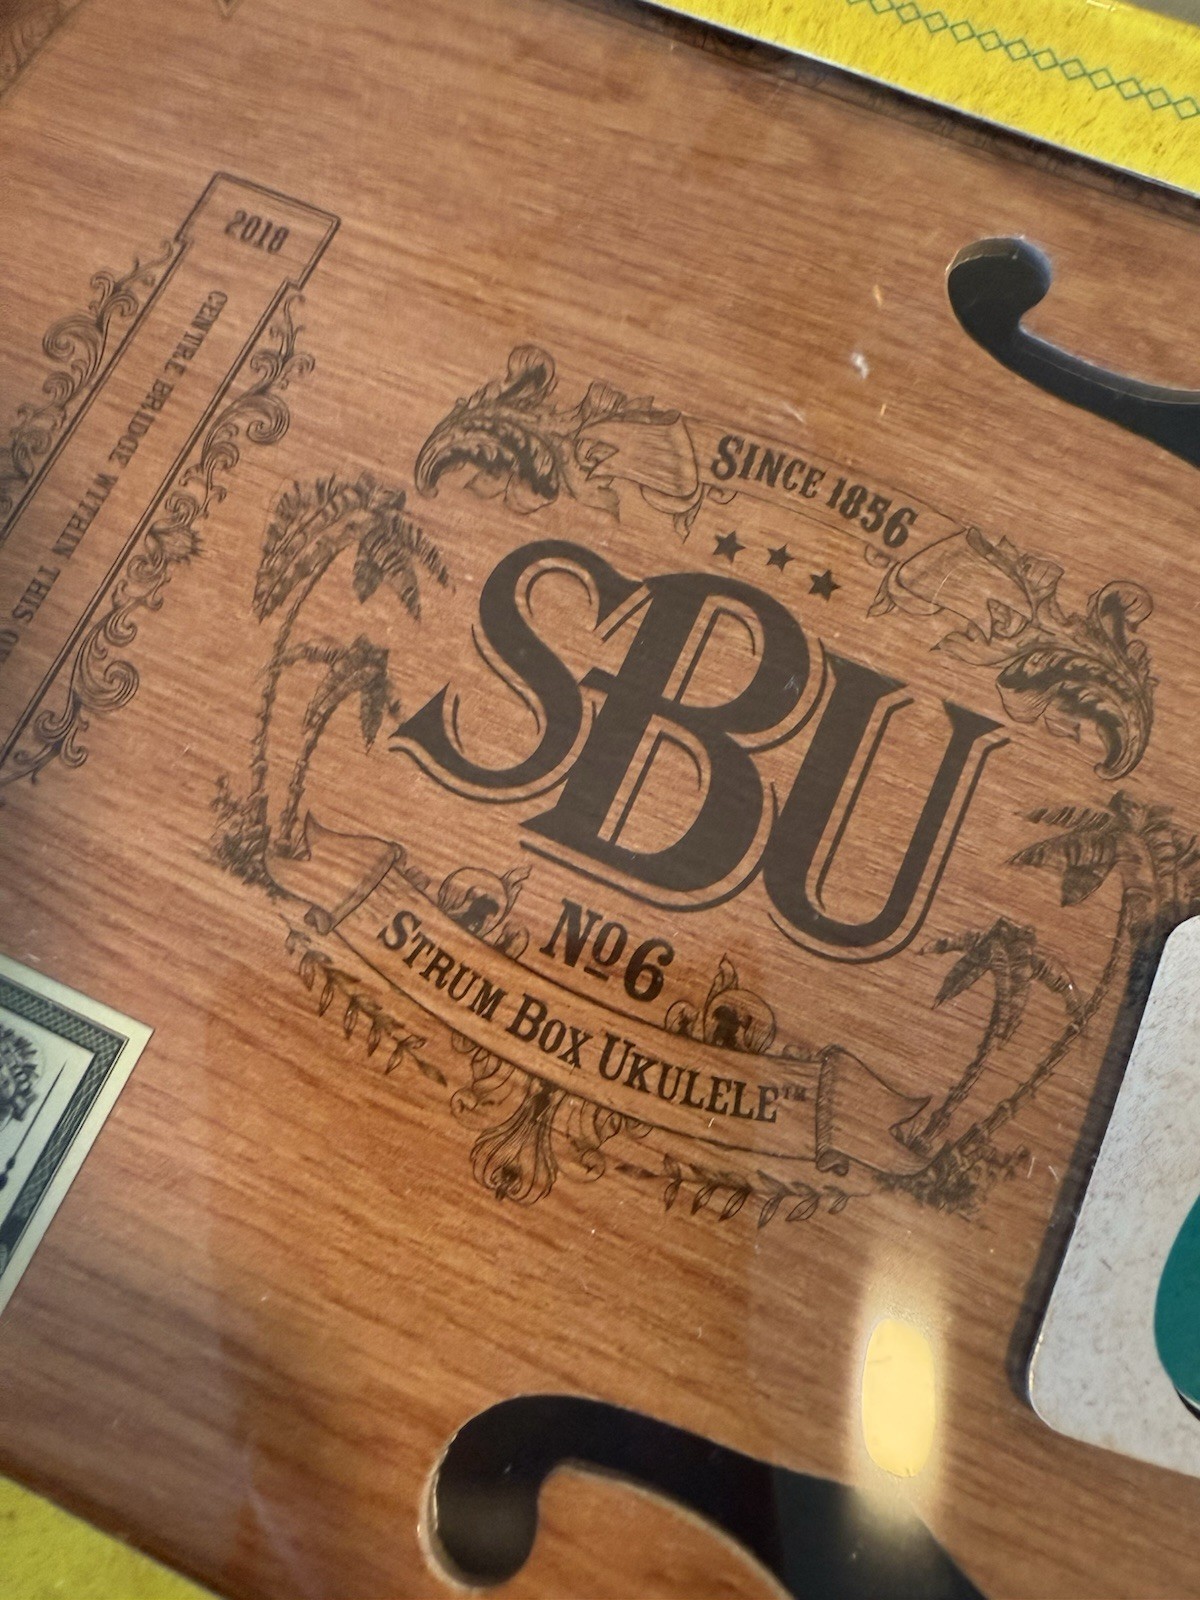 2018
CENTRE BRIDGE WITHIN THIS
SINCE 1856
SBU
No6
STRUM BOX UKULELE™